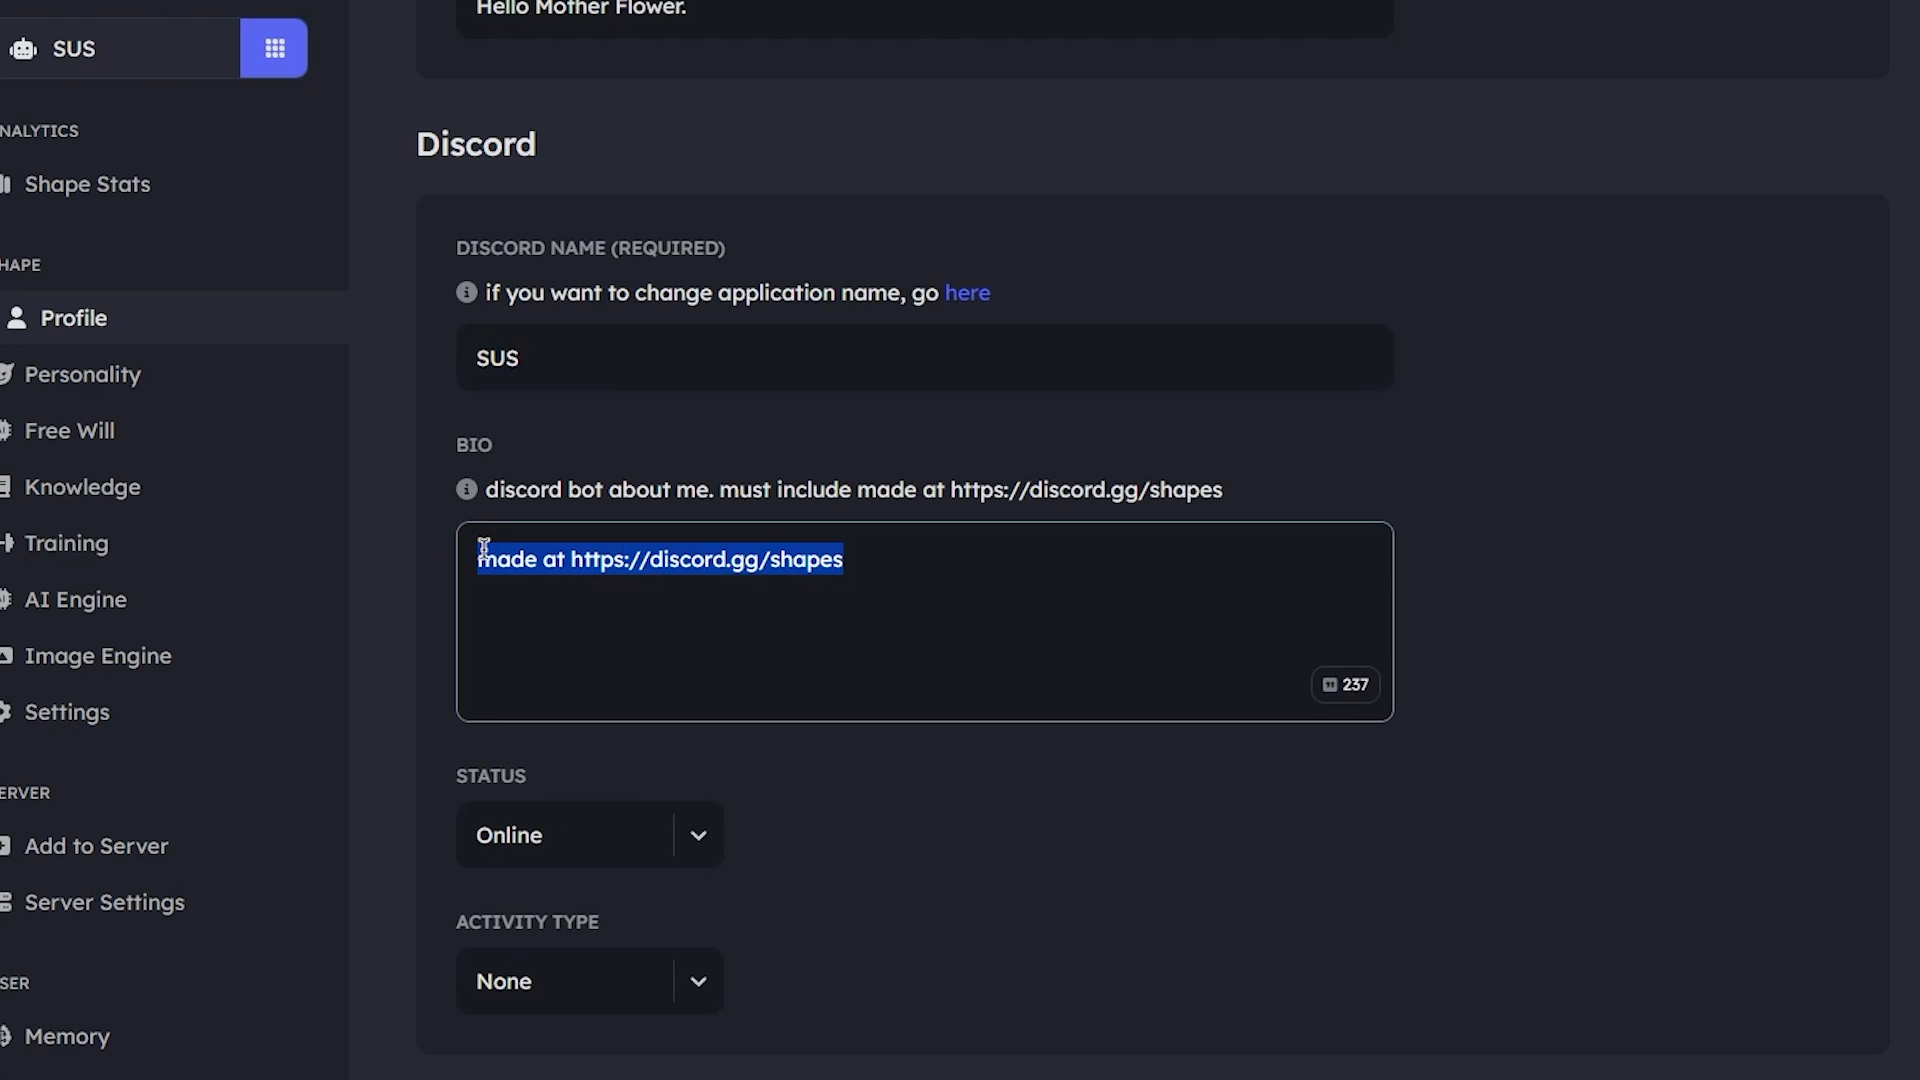 SUS
NALYTICS
Shape Stats
HAPE
Profile
Personality
Free Will
Knowledge
Training
AI Engine
Image Engine
Settings
ERVER
Add to Server
Server Settings
SER
Memory
Hello Mother Flower.
Discord
DISCORD NAME (REQUIRED)
if you want to change application name, go here
SUS
BIO
discord bot about me. must include made at https://discord.gg/shapes
made at https://discord.gg/shapes
237
STATUS
Online
ACTIVITY TYPE
None